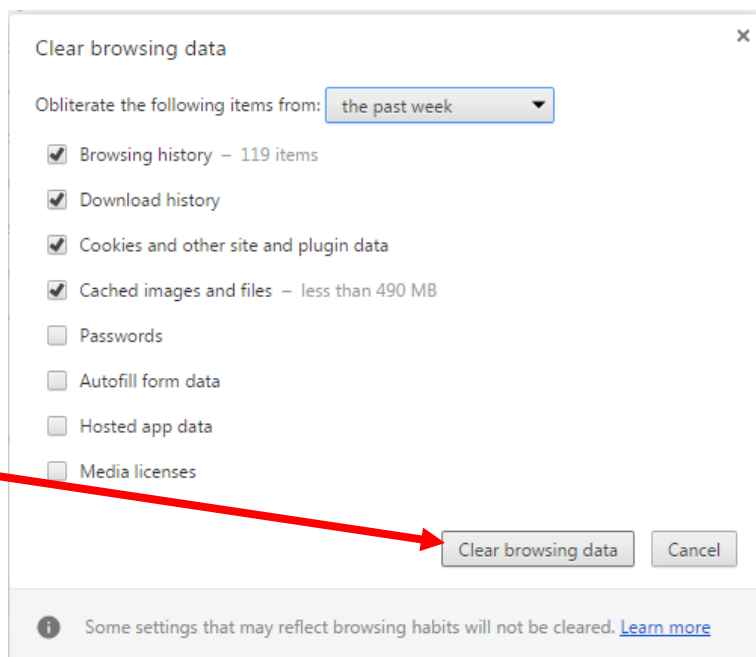 Clear browsing data
Obliterate the following items from: the past week
Browsing history – 119 items
Download history
Cookies and other site and plugin data
Cached images and files – less than 490 MB
Passwords
Autofill form data
Hosted app data
Media licenses
Clear browsing data Cancel
Some settings that may reflect browsing habits will not be cleared. Learn more